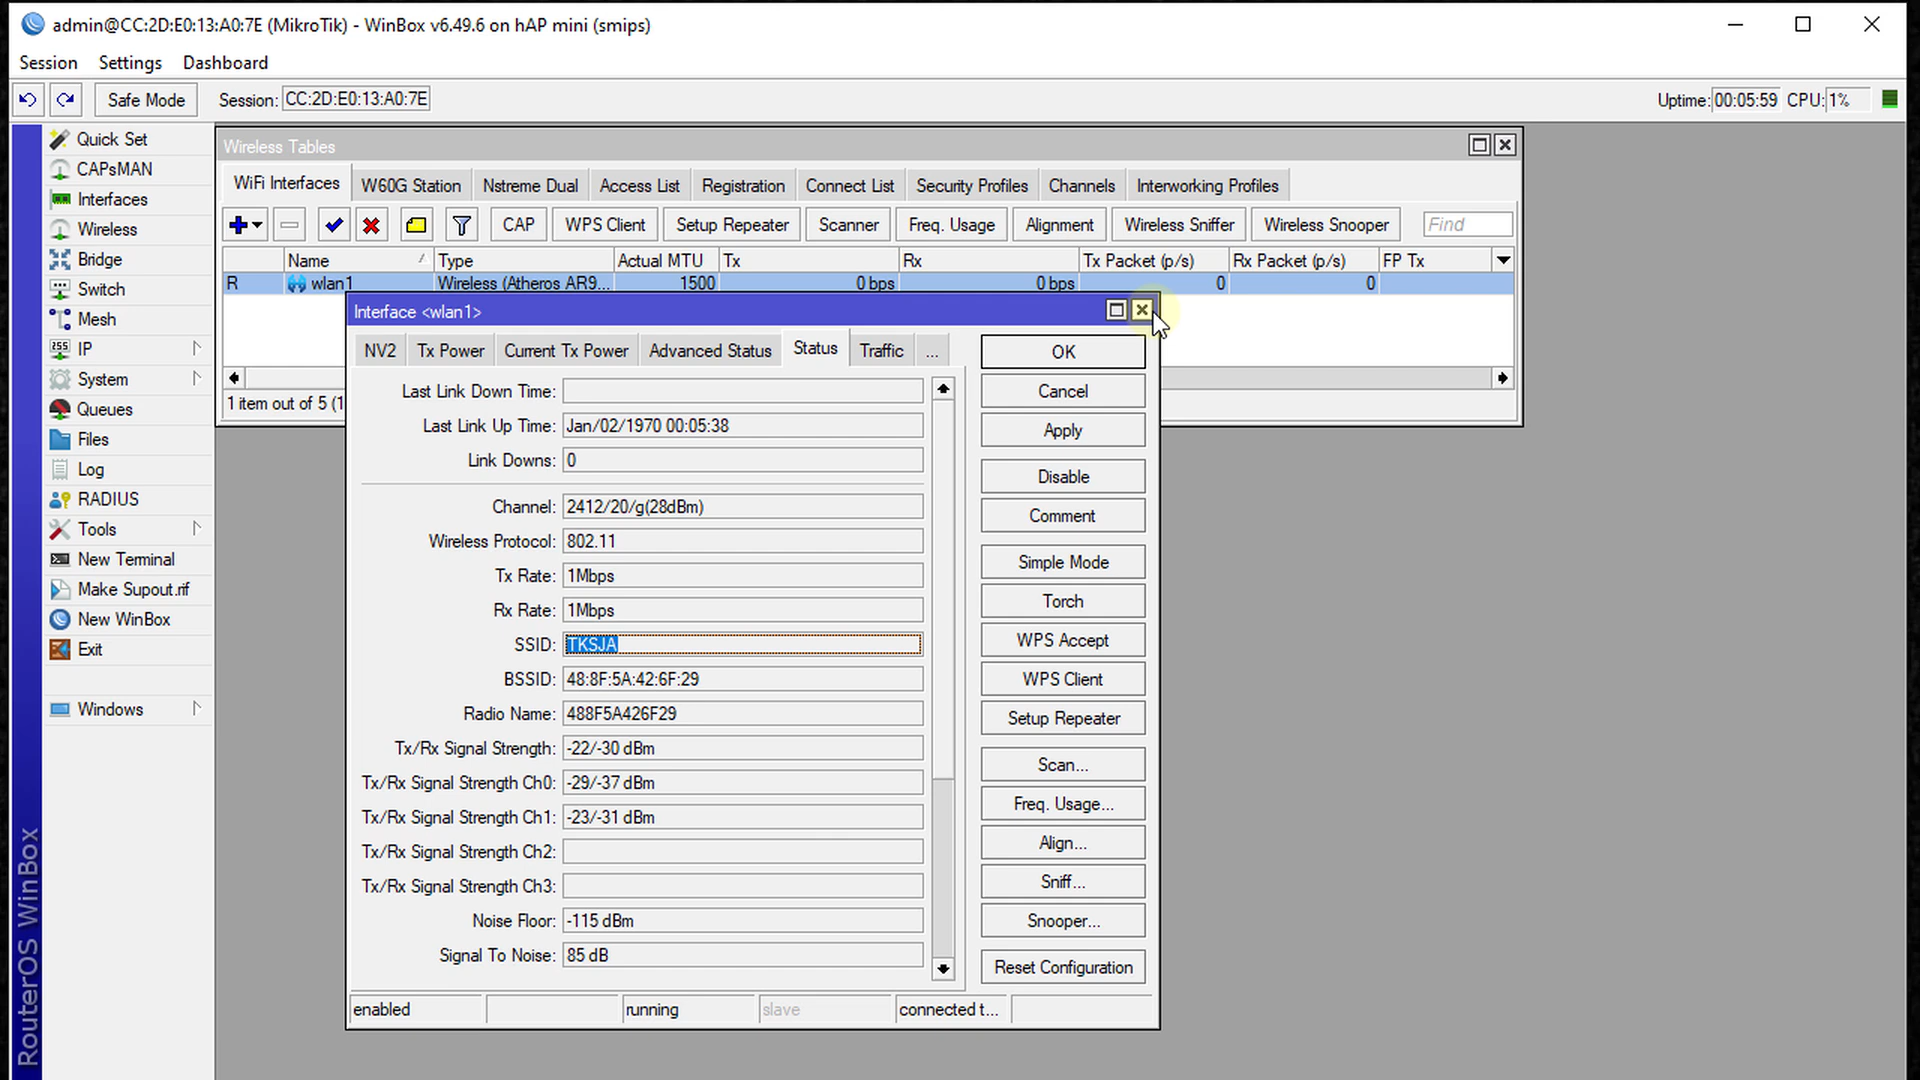 admin@CC:2D:E0:13:A0:7E (MikroTik) - WinBox v6.49.6 on hAP mini (smips)
Session Settings Dashboard
Safe Mode Session: CC:2D:E0:13:A0:7E Uptime: 00:05:59 CPU: 1%
Quick Set
CAPsMAN
Interfaces
Wireless
Bridge
Switch
Mesh
IP
System
Queues
Files
Log
RADIUS
Tools
New Terminal
Make Supout.rif
New WinBox
Exit
Windows
RouterOS WinBox
Wireless Tables
WiFi Interfaces W60G Station Nstreme Dual Access List Registration Connect List Security Profiles Channels Interworking Profiles
CAP WPS Client Setup Repeater Scanner Freq. Usage Alignment Wireless Sniffer Wireless Snooper Find
Name Type Actual MTU Tx Rx Tx Packet (p/s) Rx Packet (p/s) FP Tx
R wlan1 Wireless (Atheros AR9... 1500 0 bps 0 bps 0 0
1 item out of 5 (1
Interface <wlan1>
NV2 Tx Power Current Tx Power Advanced Status Status Traffic ...
Last Link Down Time:
Last Link Up Time: Jan/02/1970 00:05:38
Link Downs: 0
Channel: 2412/20/g(28dBm)
Wireless Protocol: 802.11
Tx Rate: 1Mbps
Rx Rate: 1Mbps
SSID: TKSJA
BSSID: 48:8F:5A:42:6F:29
Radio Name: 488F5A426F29
Tx/Rx Signal Strength: -22/-30 dBm
Tx/Rx Signal Strength Ch0: -29/-37 dBm
Tx/Rx Signal Strength Ch1: -23/-31 dBm
Tx/Rx Signal Strength Ch2:
Tx/Rx Signal Strength Ch3:
Noise Floor: -115 dBm
Signal To Noise: 85 dB
OK
Cancel
Apply
Disable
Comment
Simple Mode
Torch
WPS Accept
WPS Client
Setup Repeater
Scan...
Freq. Usage...
Align...
Sniff...
Snooper...
Reset Configuration
enabled running slave connected t...